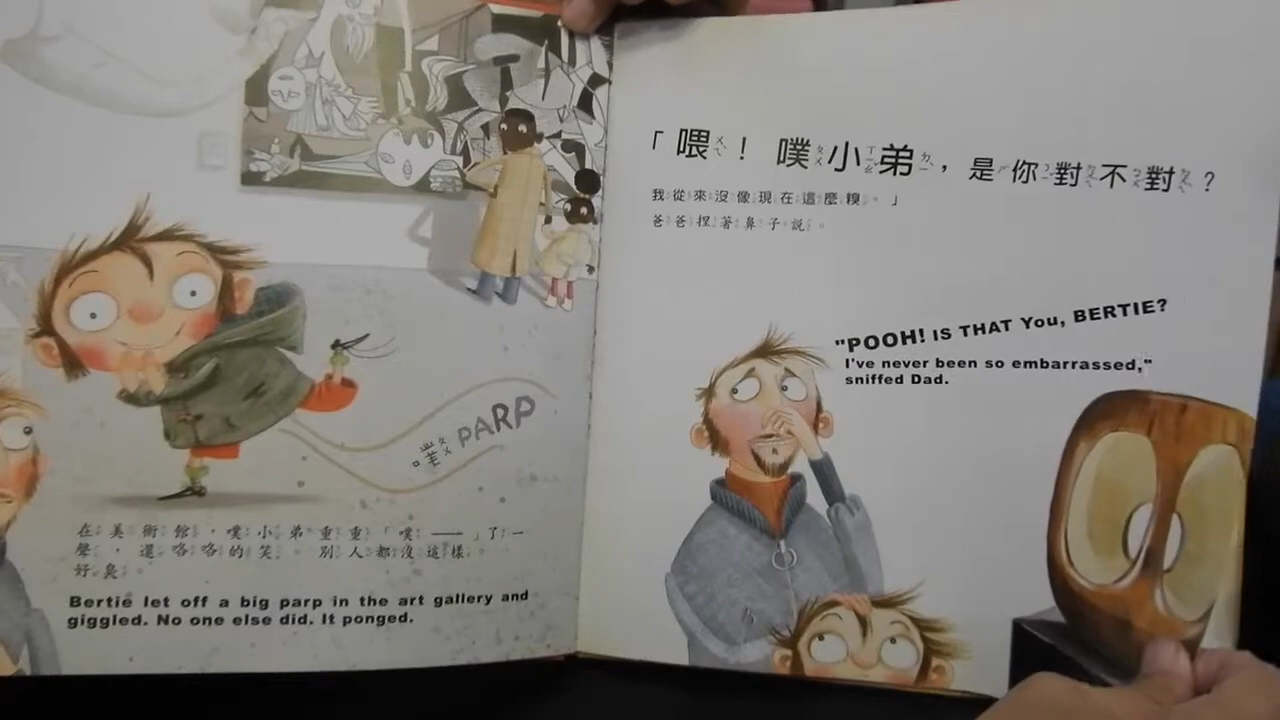 噗 PARP
在美術館，噗小弟重重「噗——」了一
聲，還咯咯的笑。別人都沒這樣。
好臭。
Bertie let off a big parp in the art gallery and
giggled. No one else did. It ponged.
「喂！噗小弟，是你對不對？
我從來沒像現在這麼糗。」
爸爸捏著鼻子說。
"POOH! IS THAT You, BERTIE?
I've never been so embarrassed,"
sniffed Dad.